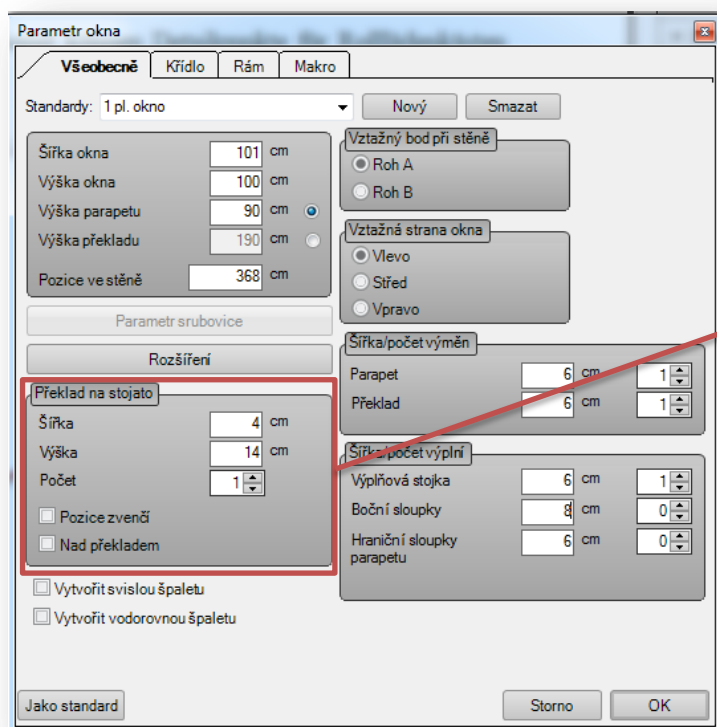 Parametr okna
Všeobecně Křídlo Rám Makro
Standardy: 1 pl. okno Nový Smazat
Šířka okna 101 cm
Výška okna 100 cm
Výška parapetu 90 cm
Výška překladu 190 cm
Pozice ve stěně 368 cm
Vztažný bod při stěně
Roh A
Roh B
Vztažná strana okna
Vlevo
Střed
Vpravo
Parametr srubovice
Rozšíření
Šířka/počet výměn
Parapet 6 cm 1
Překlad 6 cm 1
Překlad na stojato
Šířka 4 cm
Výška 14 cm
Počet 1
Pozice zvenčí
Nad překladem
Šířka/počet výplní
Výplňová stojka 6 cm 1
Boční sloupky 8 cm 0
Hraniční sloupky 6 cm 0
parapetu
Vytvořit svislou špaletu
Vytvořit vodorovnou špaletu
Jako standard Storno OK